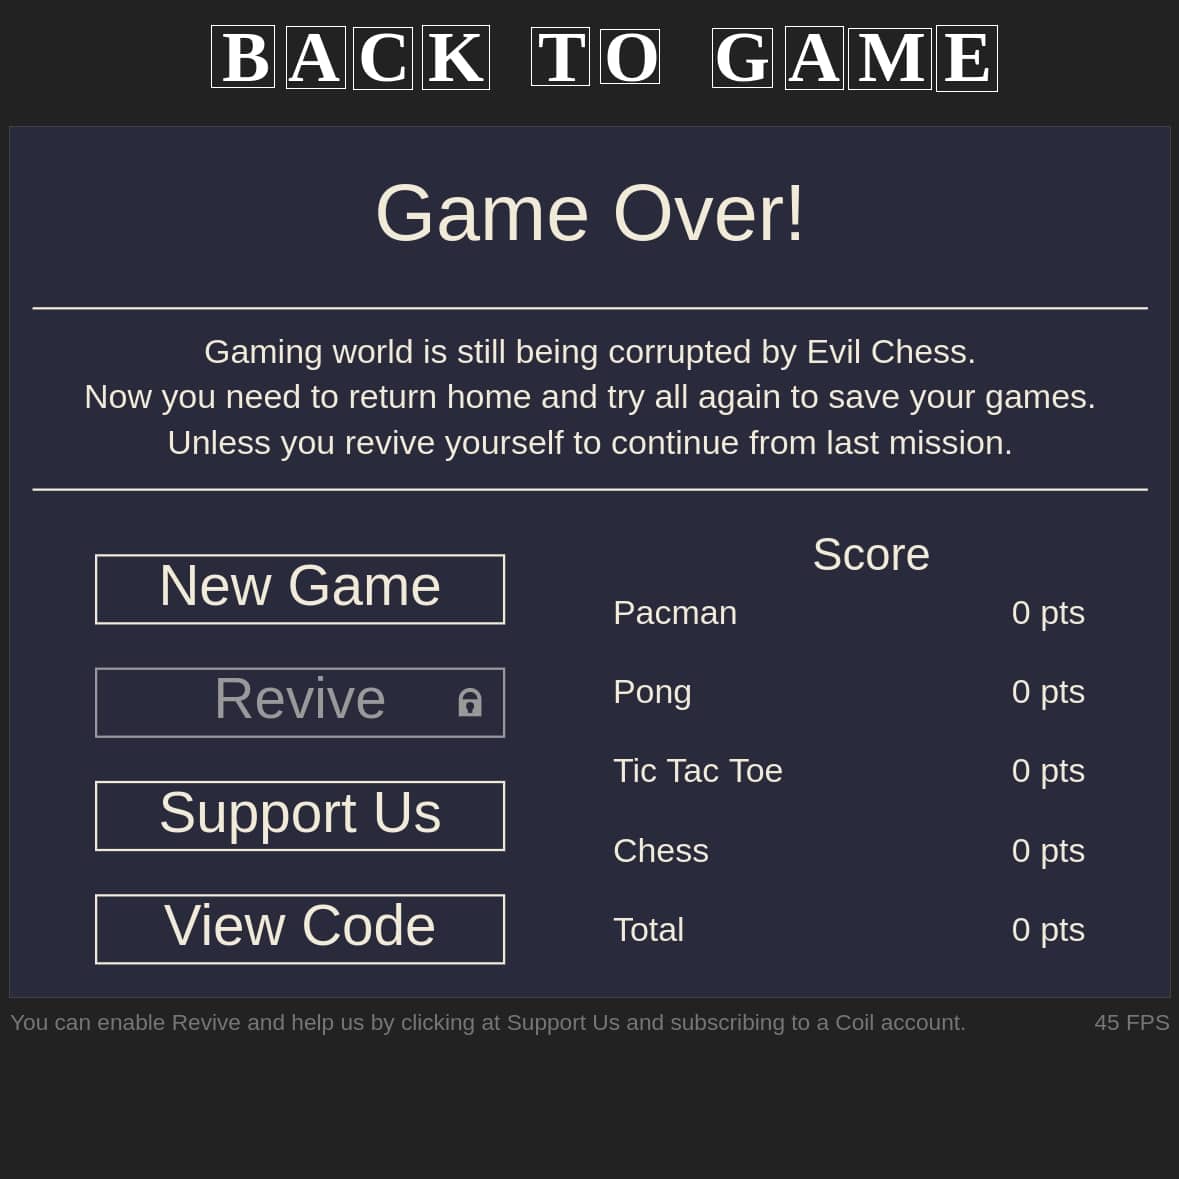 BACK TO GAME
Game Over!
Gaming world is still being corrupted by Evil Chess.
Now you need to return home and try all again to save your games.
Unless you revive yourself to continue from last mission.
New Game
Revive
Support Us
View Code
Score
Pacman 0 pts
Pong 0 pts
Tic Tac Toe 0 pts
Chess 0 pts
Total 0 pts
You can enable Revive and help us by clicking at Support Us and subscribing to a Coil account. 45 FPS